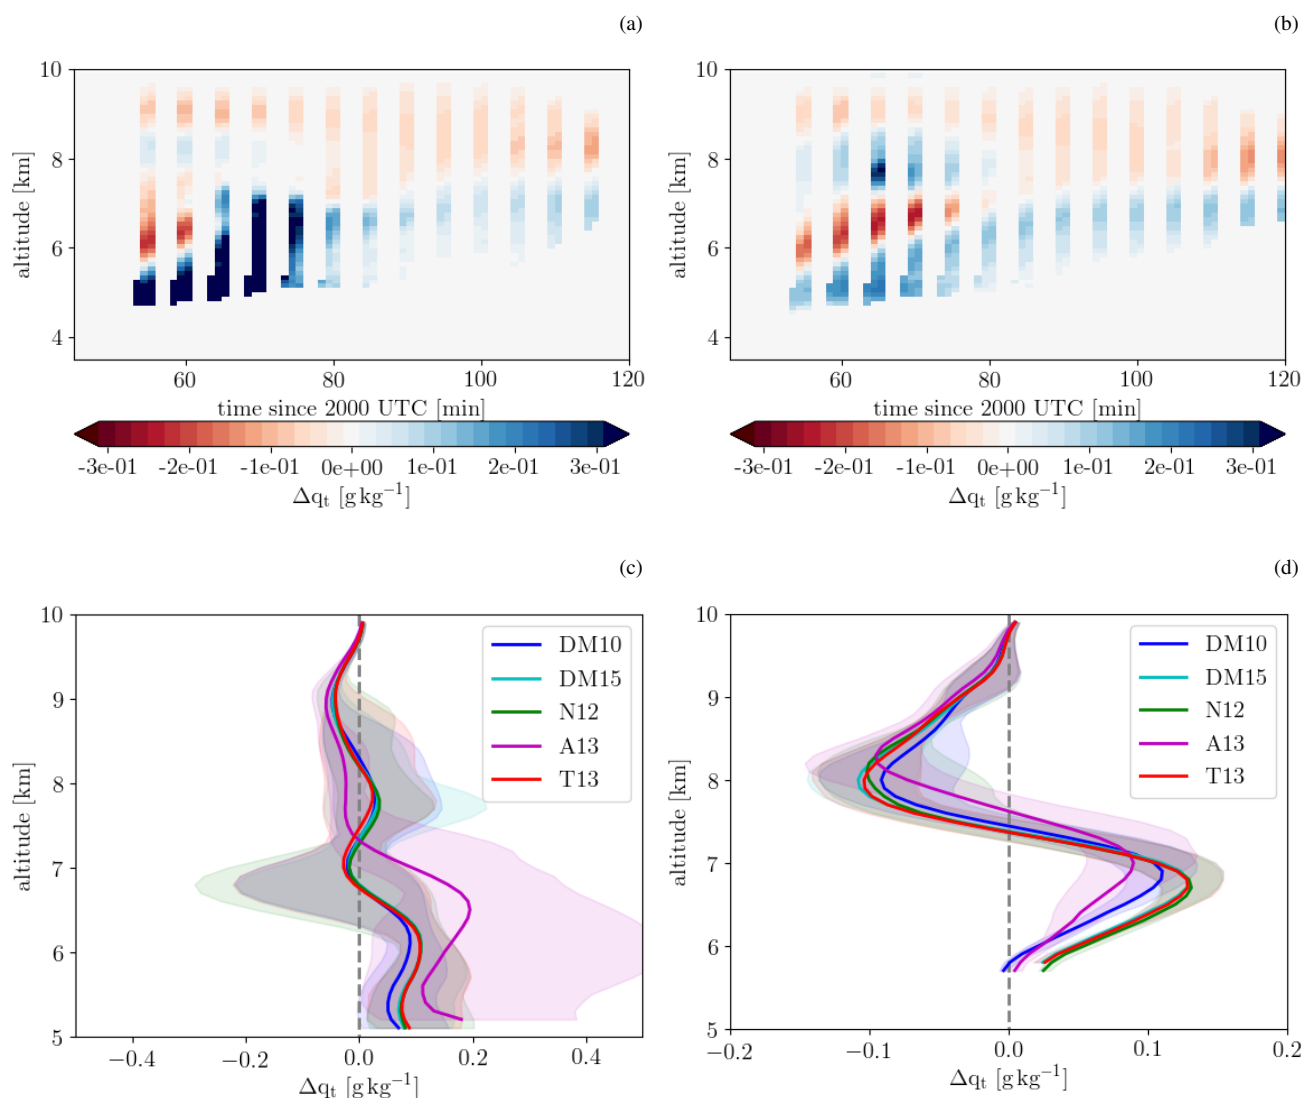 (a)
(b)
10
8
6
4
altitude [km]
60
80
100
120
time since 2000 UTC [min]
-3e-01
-2e-01
-1e-01
0e+00
1e-01
2e-01
3e-01
Δqₜ [g kg⁻¹]
10
8
6
4
altitude [km]
60
80
100
120
time since 2000 UTC [min]
-3e-01
-2e-01
-1e-01
0e+00
1e-01
2e-01
3e-01
Δqₜ [g kg⁻¹]
(c)
(d)
10
9
8
7
6
5
altitude [km]
DM10
DM15
N12
A13
T13
−0.4
−0.2
0.0
0.2
0.4
Δqₜ [g kg⁻¹]
10
9
8
7
6
5
altitude [km]
DM10
DM15
N12
A13
T13
−0.2
−0.1
0.0
0.1
0.2
Δqₜ [g kg⁻¹]